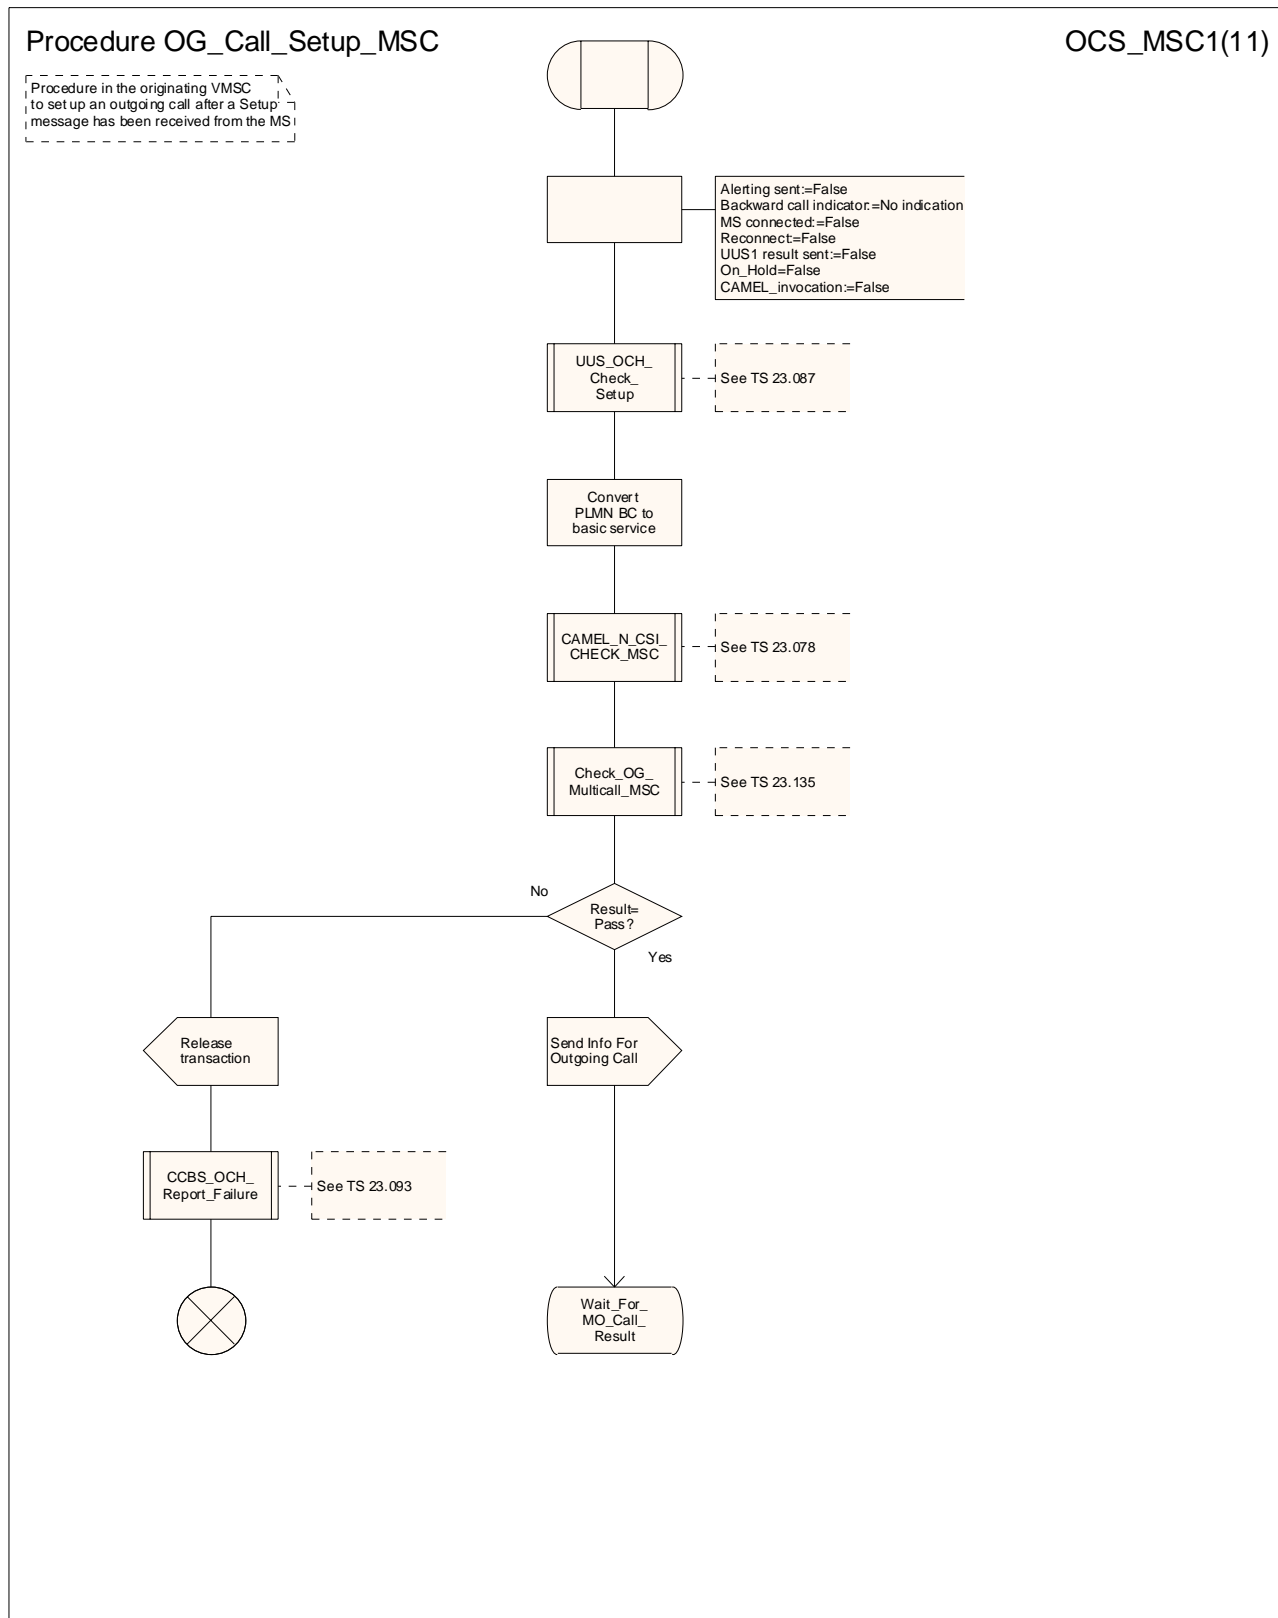 Procedure OG_Call_Setup_MSC
OCS_MSC1(11)
Procedure in the originating VMSC
to set up an outgoing call after a Setup
message has been received from the MS
Alerting sent:=False
Backward call indicator:=No indication
MS connected:=False
Reconnect:=False
UUS1 result sent:=False
On_Hold=False
CAMEL_invocation:=False
UUS_OCH_
Check_
Setup
See TS 23.087
Convert
PLMN BC to
basic service
CAMEL_N_CSI_
CHECK_MSC
See TS 23.078
Check_OG_
Multicall_MSC
See TS 23.135
No
Result=
Pass?
Yes
Release
transaction
Send Info For
Outgoing Call
CCBS_OCH_
Report_Failure
See TS 23.093
Wait_For_
MO_Call_
Result